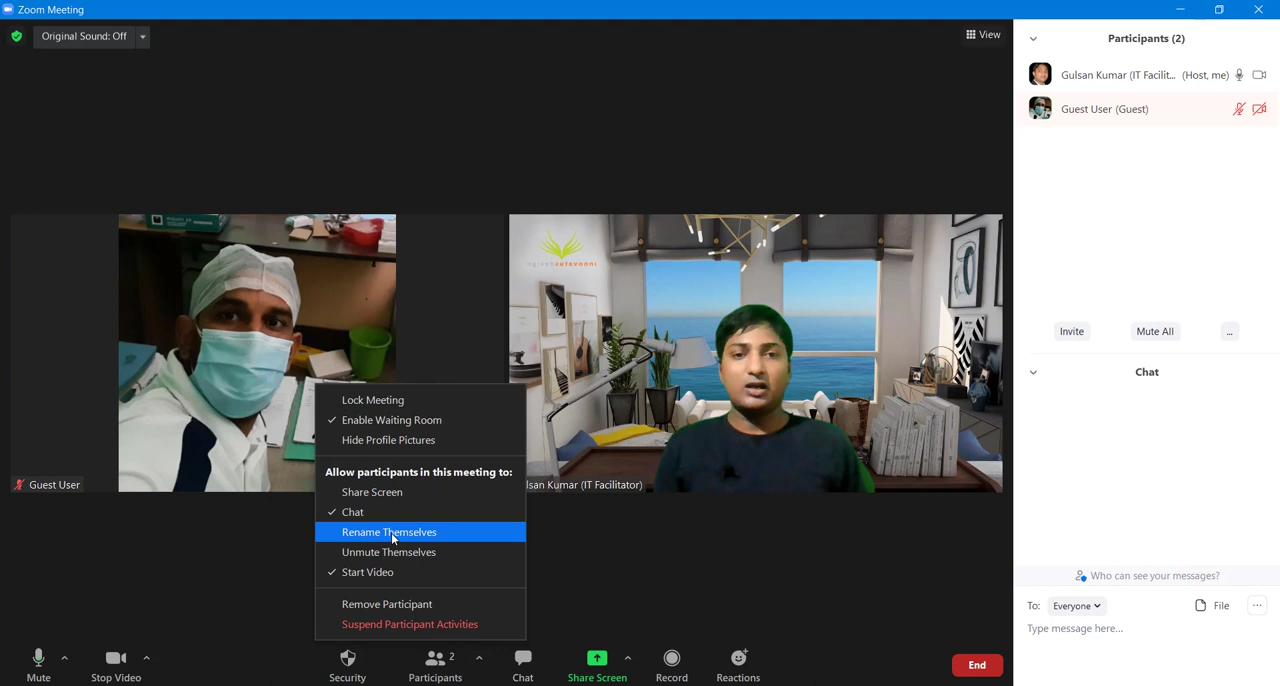 Zoom Meeting
Original Sound: Off
View
Participants (2)
Gulsan Kumar (IT Facilit... (Host, me)
Guest User (Guest)
Invite
Mute All
...
Chat
Guest User
lsan Kumar (IT Facilitator)
Lock Meeting
✓ Enable Waiting Room
Hide Profile Pictures
Allow participants in this meeting to:
Share Screen
✓ Chat
Rename Themselves
Unmute Themselves
✓ Start Video
Remove Participant
Suspend Participant Activities
Who can see your messages?
To: Everyone
File
...
Type message here...
Mute
Stop Video
Security
Participants
2
Chat
Share Screen
Record
Reactions
End